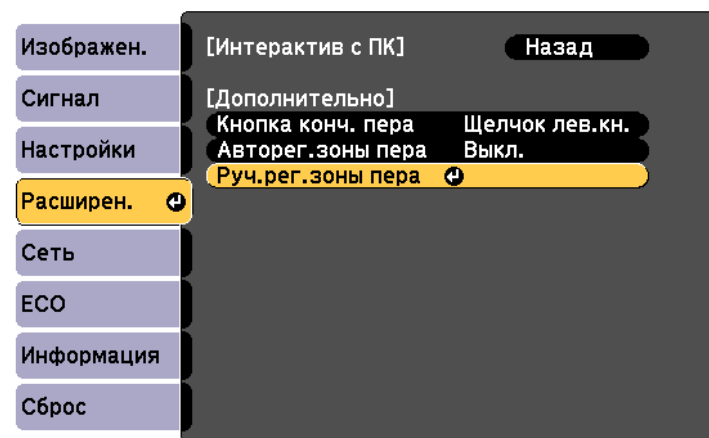 Изображен.
Сигнал
Настройки
Расширен.
Сеть
ECO
Информация
Сброс
[Интерактив с ПК] Назад
[Дополнительно]
Кнопка конч. пера Щелчок лев.кн.
Авторег.зоны пера Выкл.
Руч.рег.зоны пера